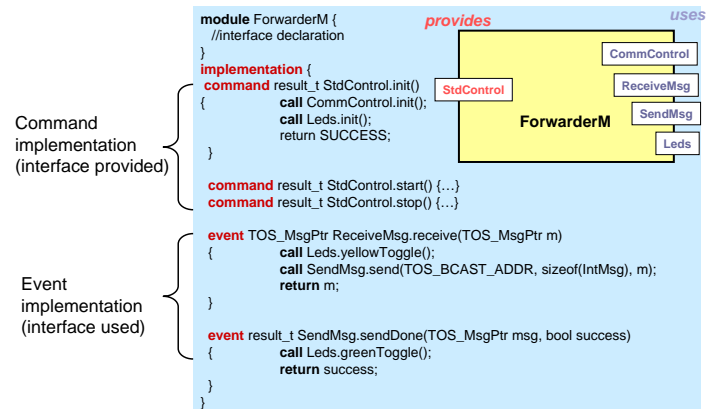 module ForwarderM {
//interface declaration
}
implementation {
command result_t StdControl.init()
{ call CommControl.init();
call Leds.init();
return SUCCESS;
}
command result_t StdControl.start() {…}
command result_t StdControl.stop() {…}
event TOS_MsgPtr ReceiveMsg.receive(TOS_MsgPtr m)
{ call Leds.yellowToggle();
call SendMsg.send(TOS_BCAST_ADDR, sizeof(IntMsg), m);
return m;
}
event result_t SendMsg.sendDone(TOS_MsgPtr msg, bool success)
{ call Leds.greenToggle();
return success;
}
}
provides
uses
StdControl
ForwarderM
CommControl
ReceiveMsg
SendMsg
Leds
Command
implementation
(interface provided)
Event
implementation
(interface used)